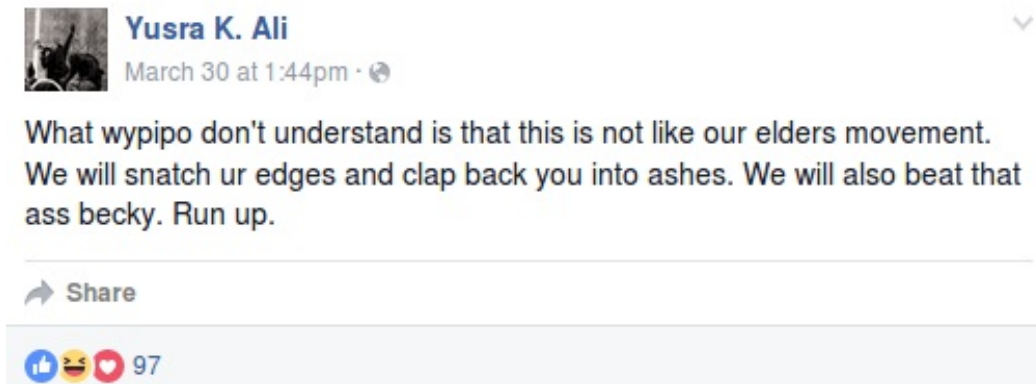 Yusra K. Ali
March 30 at 1:44pm ·
What wypipo don't understand is that this is not like our elders movement.
We will snatch ur edges and clap back you into ashes. We will also beat that
ass becky. Run up.
Share
97